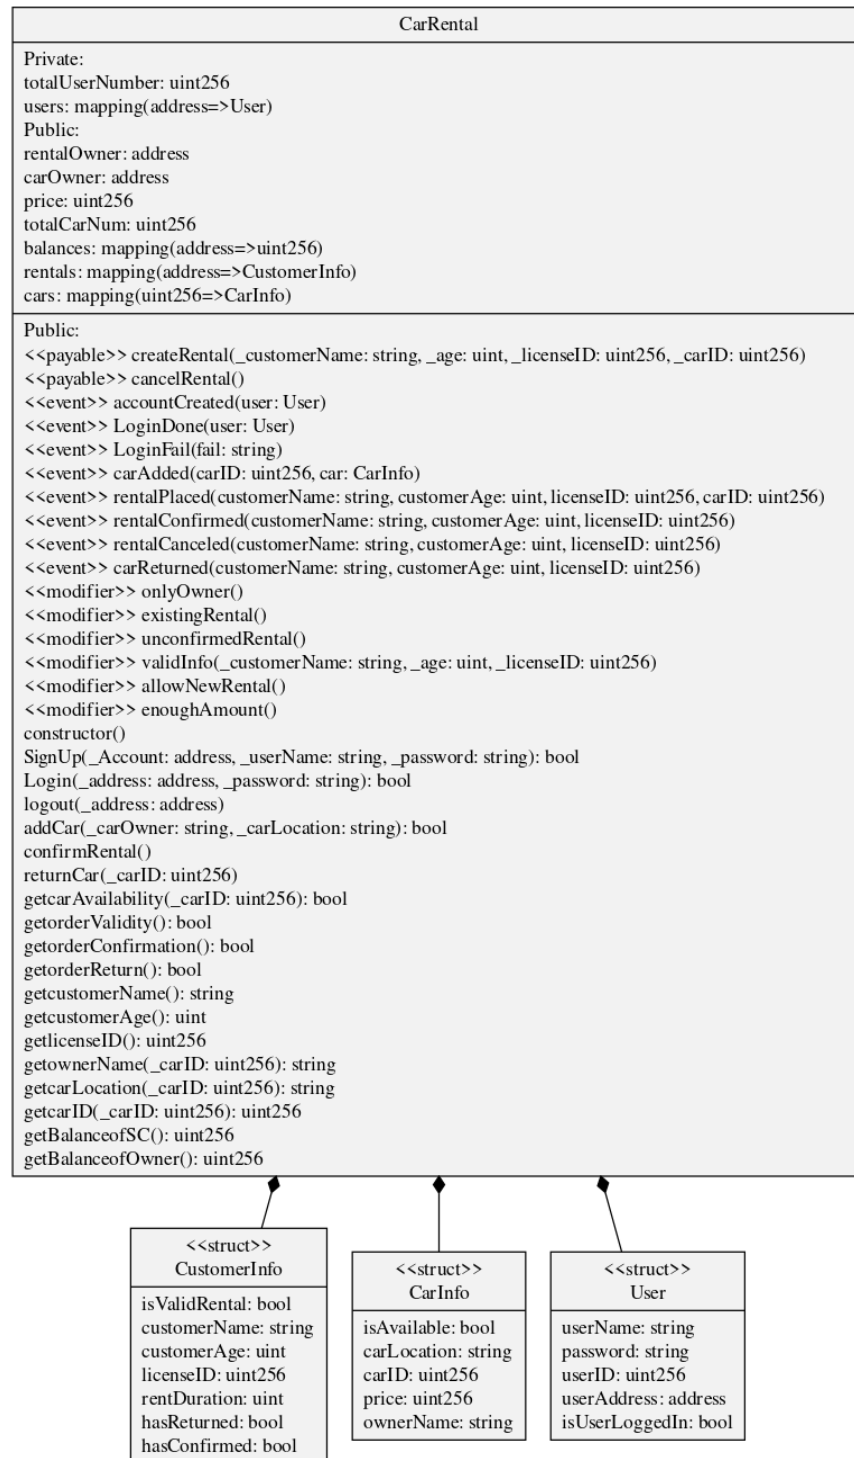 CarRental
Private:
totalUserNumber: uint256
users: mapping(address=>User)
Public:
rentalOwner: address
carOwner: address
price: uint256
totalCarNum: uint256
balances: mapping(address=>uint256)
rentals: mapping(address=>CustomerInfo)
cars: mapping(uint256=>CarInfo)
Public:
<<payable>> createRental(_customerName: string, _age: uint, _licenseID: uint256, _carID: uint256)
<<payable>> cancelRental()
<<event>> accountCreated(user: User)
<<event>> LoginDone(user: User)
<<event>> LoginFail(fail: string)
<<event>> carAdded(carID: uint256, car: CarInfo)
<<event>> rentalPlaced(customerName: string, customerAge: uint, licenseID: uint256, carID: uint256)
<<event>> rentalConfirmed(customerName: string, customerAge: uint, licenseID: uint256)
<<event>> rentalCanceled(customerName: string, customerAge: uint, licenseID: uint256)
<<event>> carReturned(customerName: string, customerAge: uint, licenseID: uint256)
<<modifier>> onlyOwner()
<<modifier>> existingRental()
<<modifier>> unconfirmedRental()
<<modifier>> validInfo(_customerName: string, _age: uint, _licenseID: uint256)
<<modifier>> allowNewRental()
<<modifier>> enoughAmount()
constructor()
SignUp(_Account: address, _userName: string, _password: string): bool
Login(_address: address, _password: string): bool
logout(_address: address)
addCar(_carOwner: string, _carLocation: string): bool
confirmRental()
returnCar(_carID: uint256)
getcarAvailability(_carID: uint256): bool
getorderValidity(): bool
getorderConfirmation(): bool
getorderReturn(): bool
getcustomerName(): string
getcustomerAge(): uint
getlicenseID(): uint256
getownerName(_carID: uint256): string
getcarLocation(_carID: uint256): string
getcarID(_carID: uint256): uint256
getBalanceofSC(): uint256
getBalanceofOwner(): uint256
<<struct>>
CustomerInfo
isValidRental: bool
customerName: string
customerAge: uint
licenseID: uint256
rentDuration: uint
hasReturned: bool
hasConfirmed: bool
<<struct>>
CarInfo
isAvailable: bool
carLocation: string
carID: uint256
price: uint256
ownerName: string
<<struct>>
User
userName: string
password: string
userID: uint256
userAddress: address
isUserLoggedIn: bool